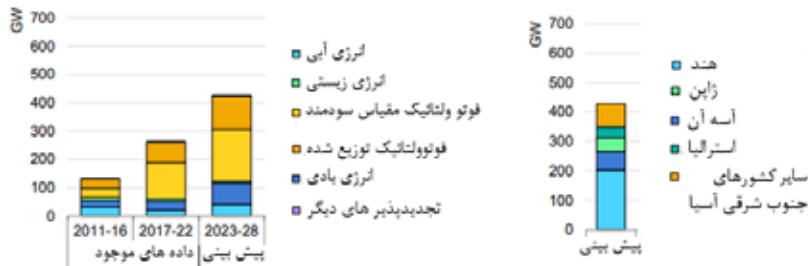 GW
700
600
500
400
300
200
100
0
2011-16
2017-22
2023-28
داده های موجود
پیش بینی
انرژی آبی
انرژی زیستی
فوتو ولتائیک مقیاس سودمند
فوتوولتائیک توزیع شده
انرژی بادی
تجدیدپذیر های دیگر
GW
700
600
500
400
300
200
100
0
پیش بینی
هند
ژاپن
آسه آن
استرالیا
سایر کشورهای
جنوب شرقی آسیا